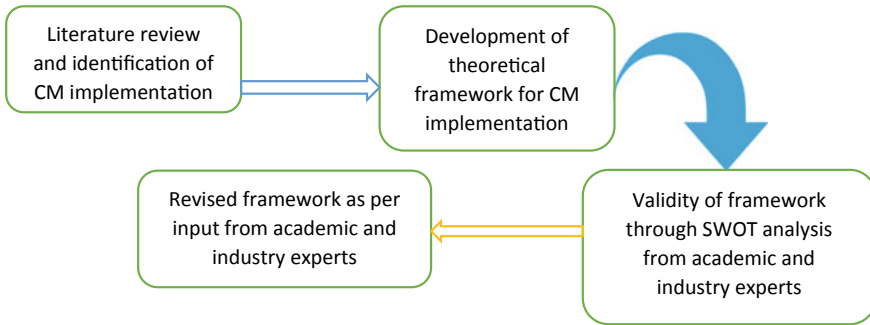 Literature review
and identification of
CM implementation
Development of
theoretical
framework for CM
implementation
Validity of framework
through SWOT analysis
from academic and
industry experts
Revised framework as per
input from academic and
industry experts